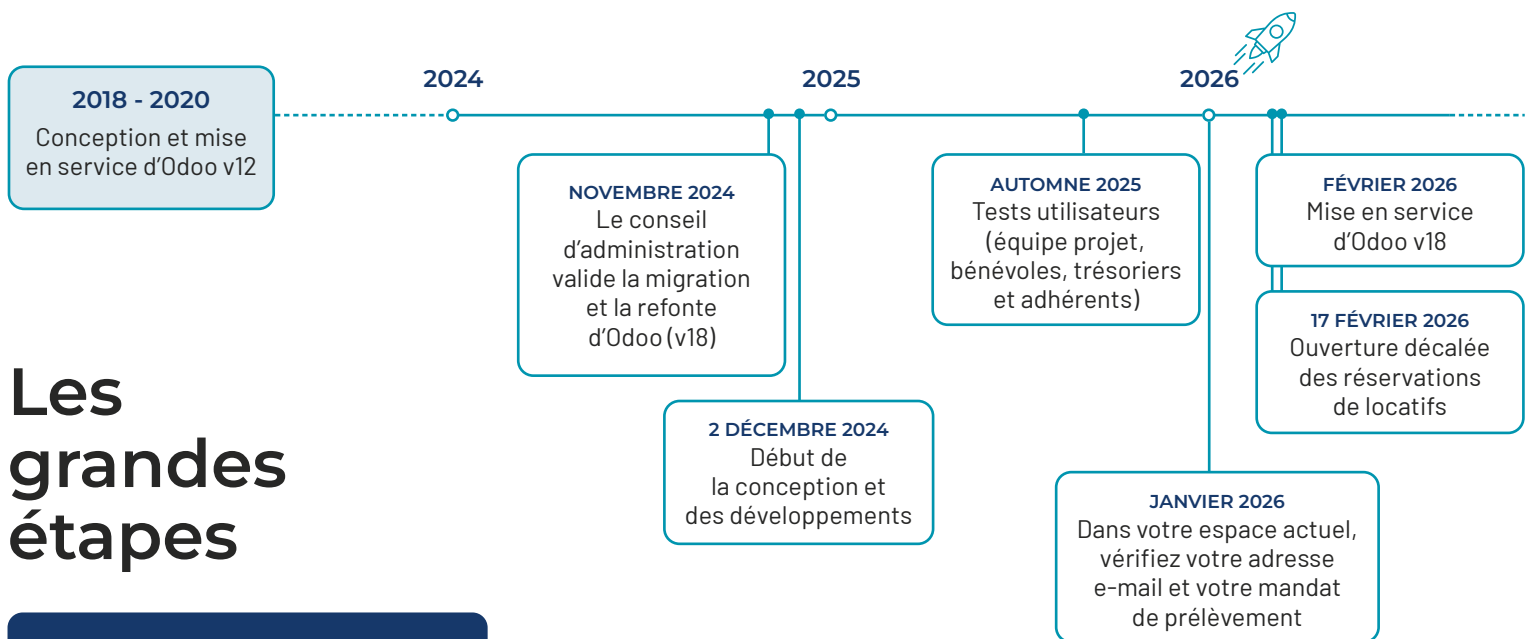 2018 - 2020
Conception et mise
en service d’Odoo v12
2024
2025
2026
NOVEMBRE 2024
Le conseil
d’administration
valide la migration
et la refonte
d’Odoo (v18)
2 DÉCEMBRE 2024
Début de
la conception et
des développements
AUTOMNE 2025
Tests utilisateurs
(équipe projet,
bénévoles, trésoriers
et adhérents)
JANVIER 2026
Dans votre espace actuel,
vérifiez votre adresse
e-mail et votre mandat
de prélèvement
FÉVRIER 2026
Mise en service
d’Odoo v18
17 FÉVRIER 2026
Ouverture décalée
des réservations
de locatifs
Les
grandes
étapes